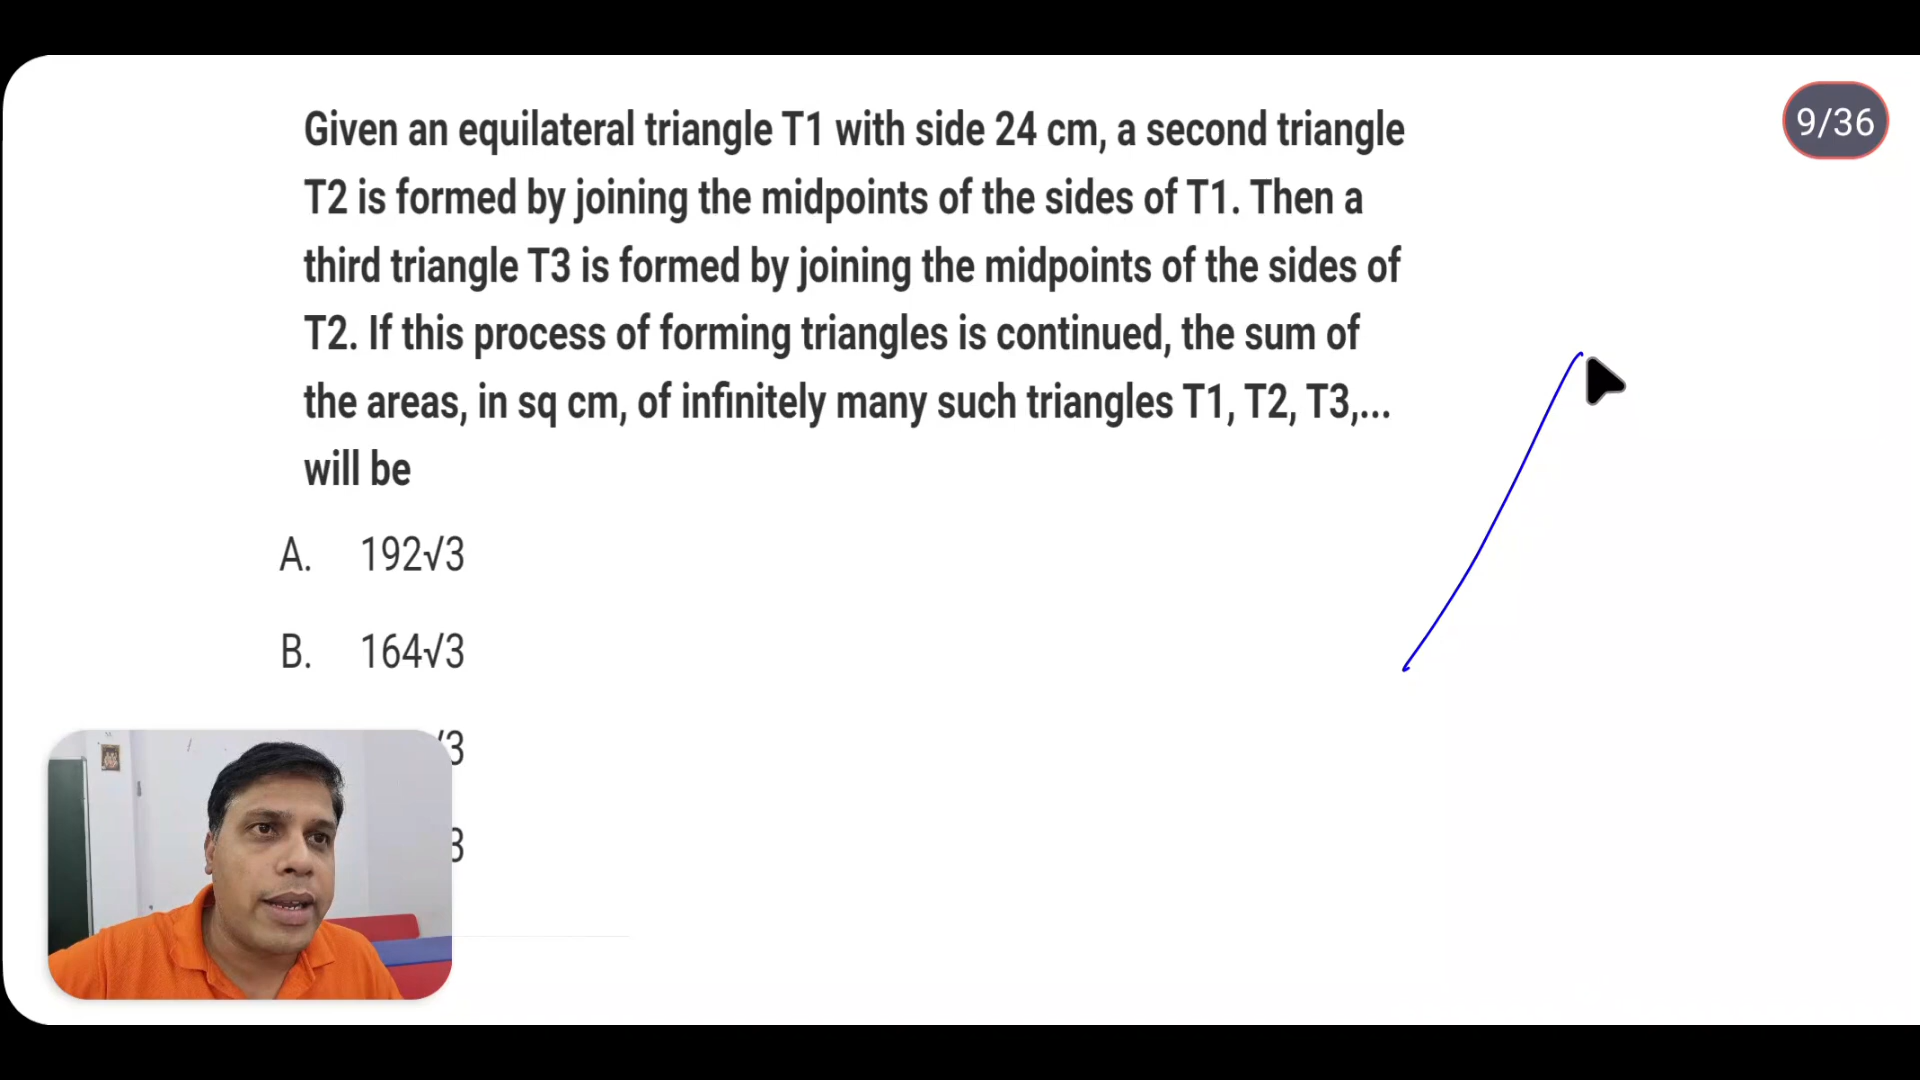 9/36
Given an equilateral triangle T1 with side 24 cm, a second triangle
T2 is formed by joining the midpoints of the sides of T1. Then a
third triangle T3 is formed by joining the midpoints of the sides of
T2. If this process of forming triangles is continued, the sum of
the areas, in sq cm, of infinitely many such triangles T1, T2, T3,...
will be
A. 192√3
B. 164√3
√3
3